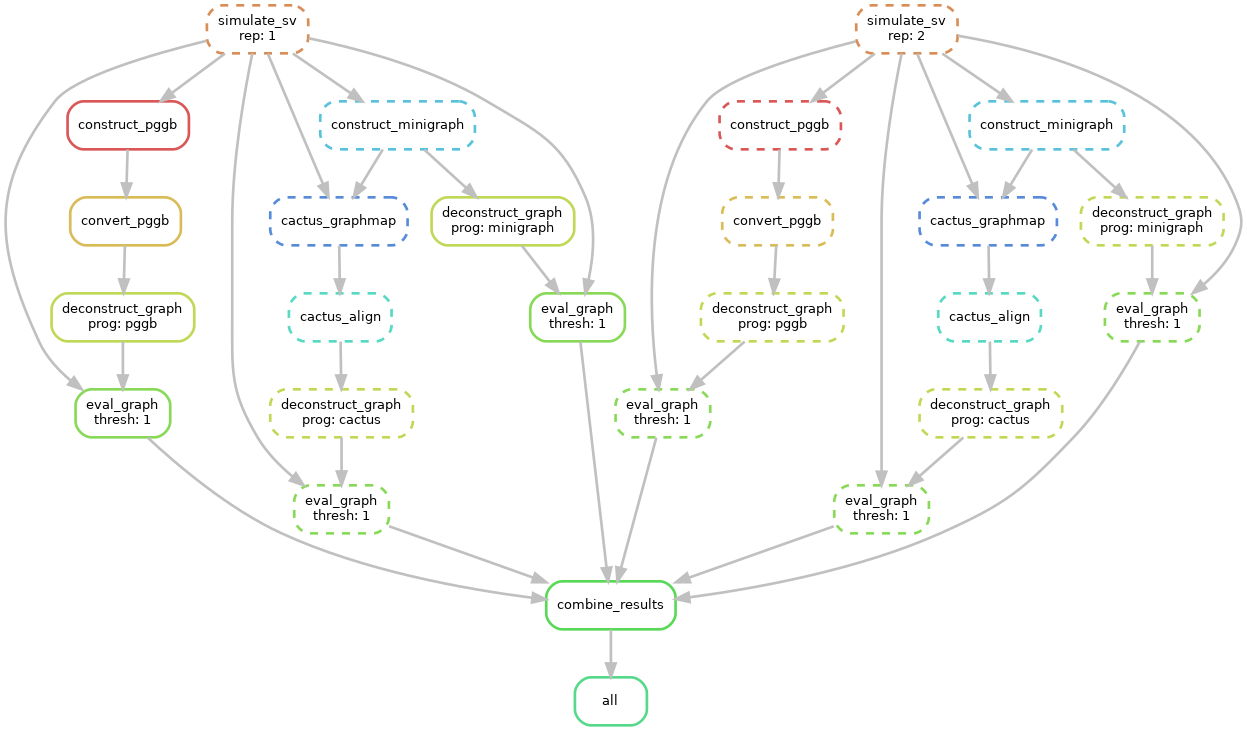 simulate_sv
rep: 1
simulate_sv
rep: 2
construct_pggb
construct_minigraph
construct_pggb
construct_minigraph
convert_pggb
cactus_graphmap
deconstruct_graph
prog: minigraph
convert_pggb
cactus_graphmap
deconstruct_graph
prog: minigraph
deconstruct_graph
prog: pggb
cactus_align
eval_graph
thresh: 1
deconstruct_graph
prog: pggb
cactus_align
eval_graph
thresh: 1
eval_graph
thresh: 1
deconstruct_graph
prog: cactus
eval_graph
thresh: 1
deconstruct_graph
prog: cactus
eval_graph
thresh: 1
eval_graph
thresh: 1
combine_results
all